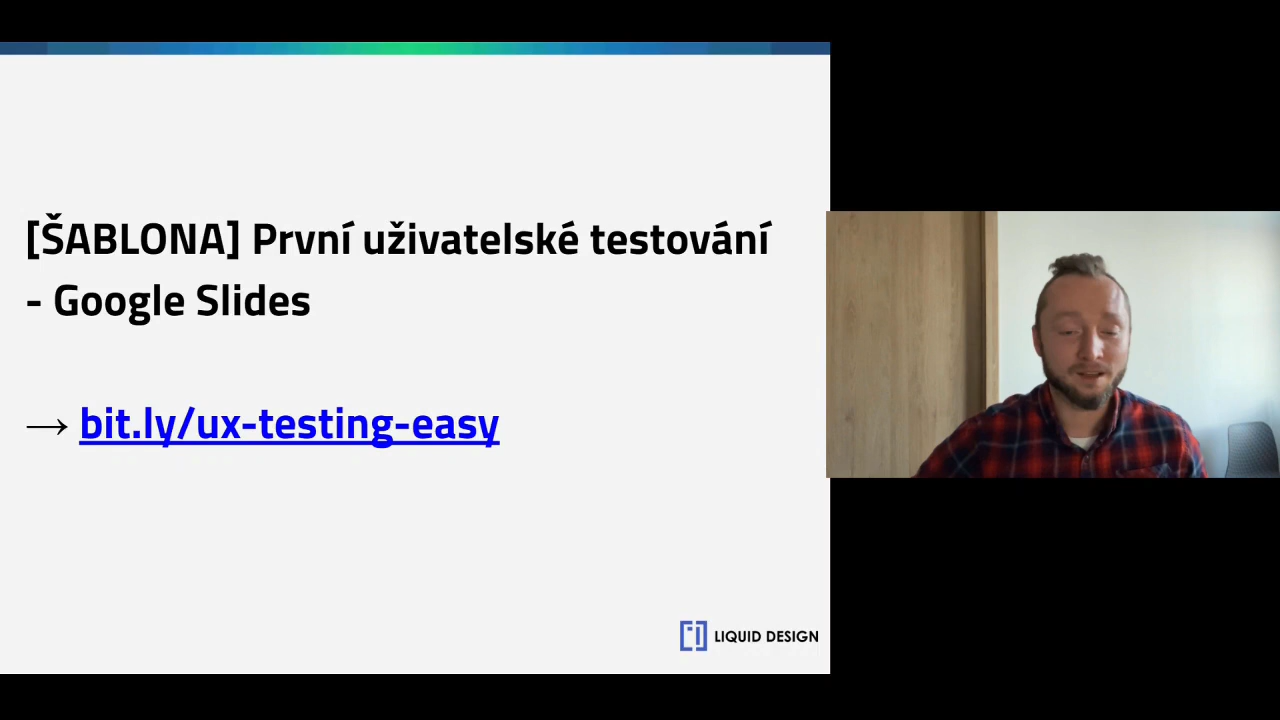 [ŠABLONA] První uživatelské testování
- Google Slides
→ bit.ly/ux-testing-easy
LIQUID DESIGN